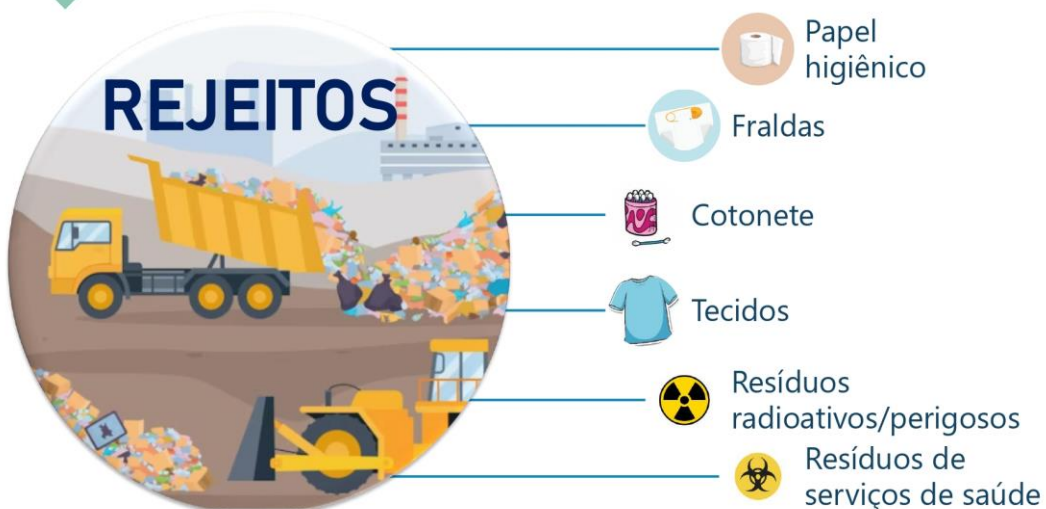 REJEITOS
Papel
higiênico
Fraldas
Cotonete
Tecidos
Resíduos
radioativos/perigosos
Resíduos de
serviços de saúde